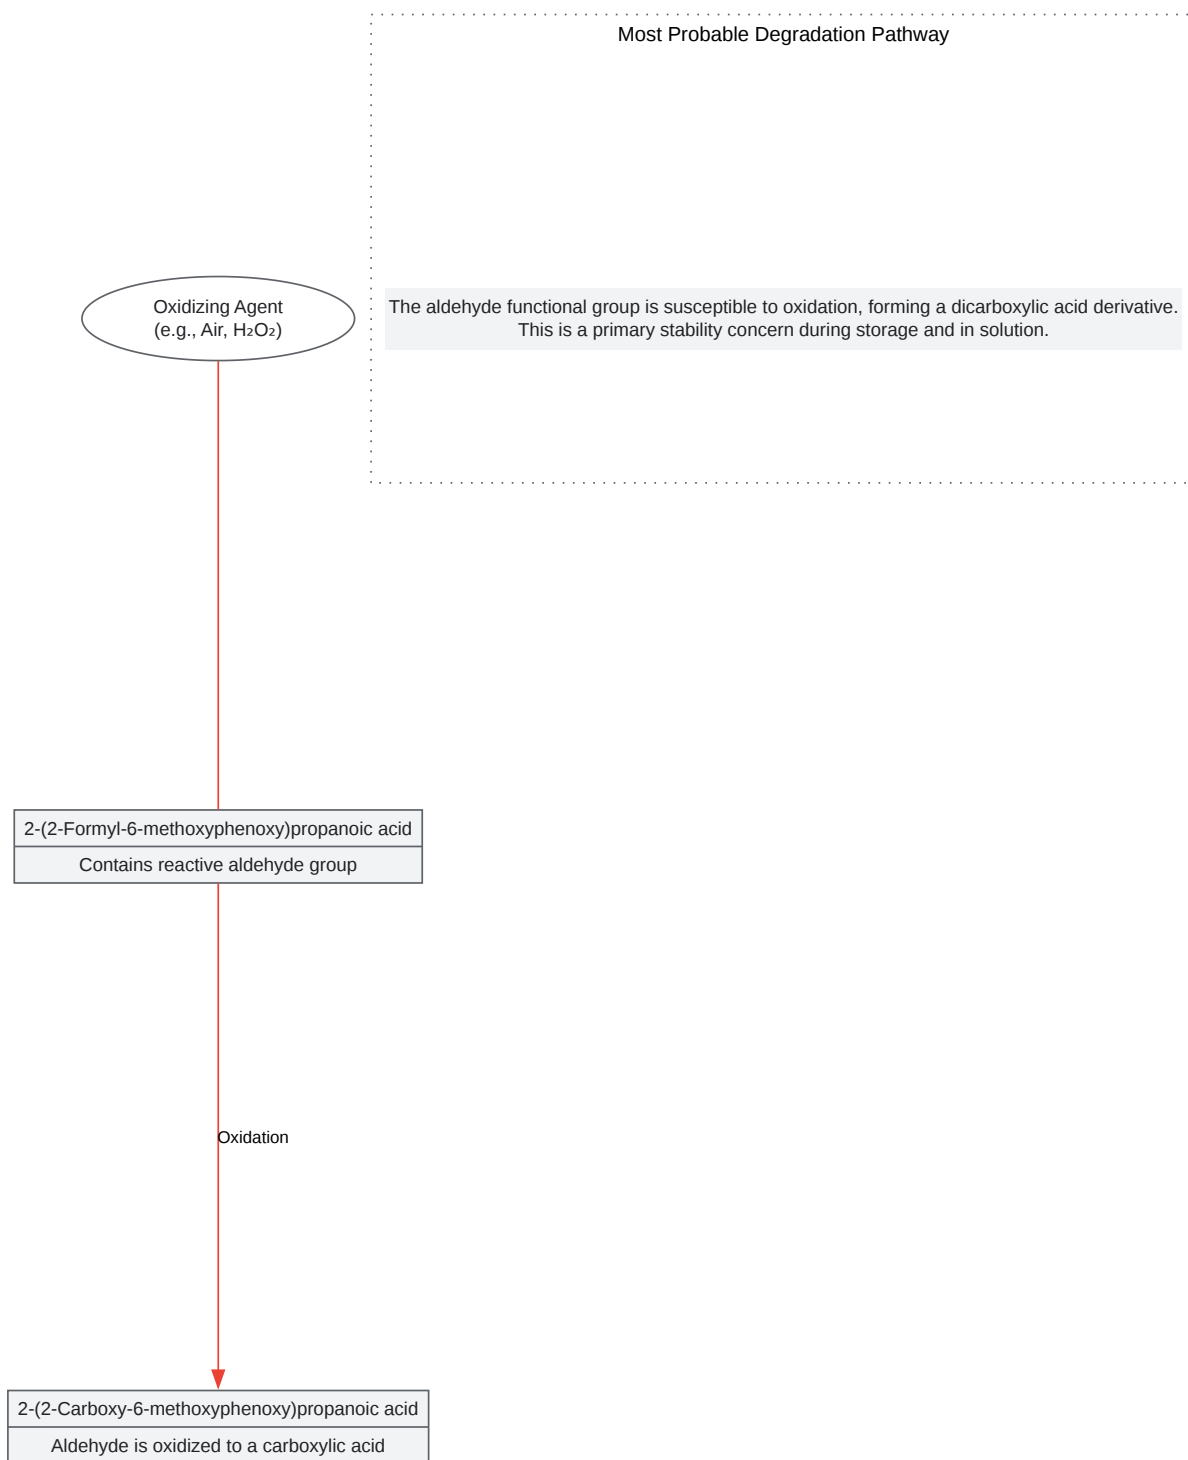 Most Probable Degradation Pathway
Oxidizing Agent
(e.g., Air, H₂O₂)
The aldehyde functional group is susceptible to oxidation, forming a dicarboxylic acid derivative.
This is a primary stability concern during storage and in solution.
2-(2-Formyl-6-methoxyphenoxy)propanoic acid
Contains reactive aldehyde group
Oxidation
2-(2-Carboxy-6-methoxyphenoxy)propanoic acid
Aldehyde is oxidized to a carboxylic acid